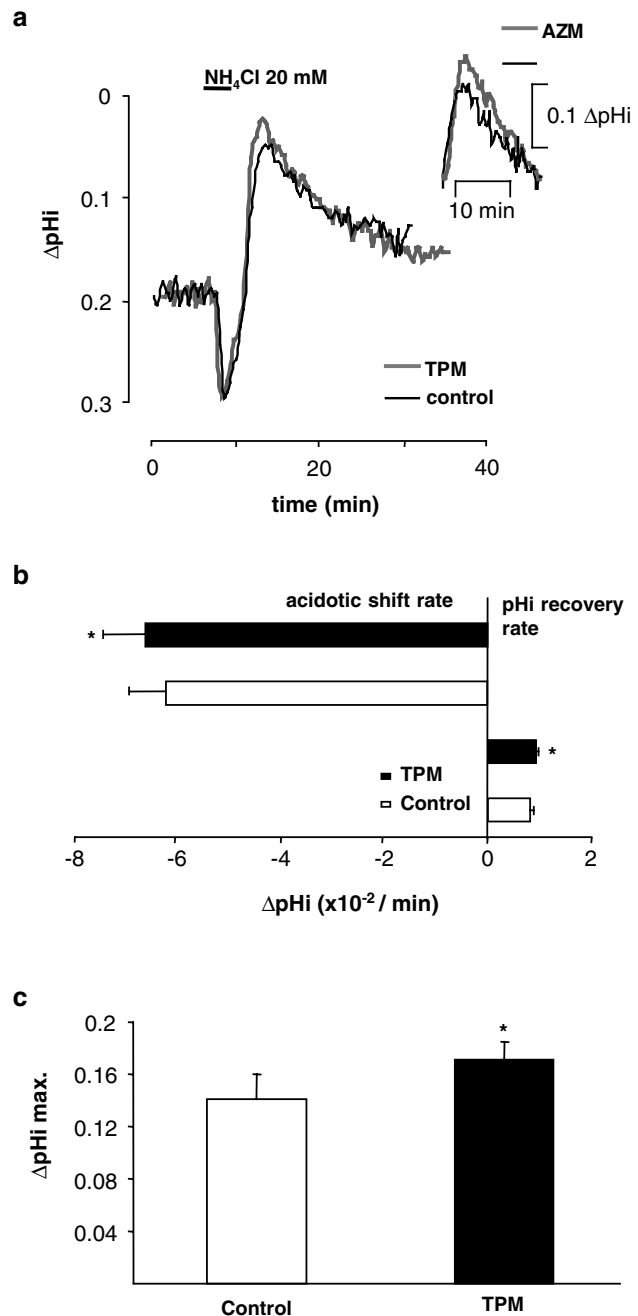 a
AZM
NH4Cl 20 mM
0
0.1 ΔpHi
0.1
10 min
ΔpHi
0.2
TPM
control
0.3
0 20 40
time (min)
b
acidotic shift rate
pHi recovery
rate
*
*
TPM
Control
-8 -6 -4 -2 0 2
ΔpHi (x10-2 / min)
c
0.2
*
0.16
0.12
0.08
0.04
ΔpHi max.
Control
TPM